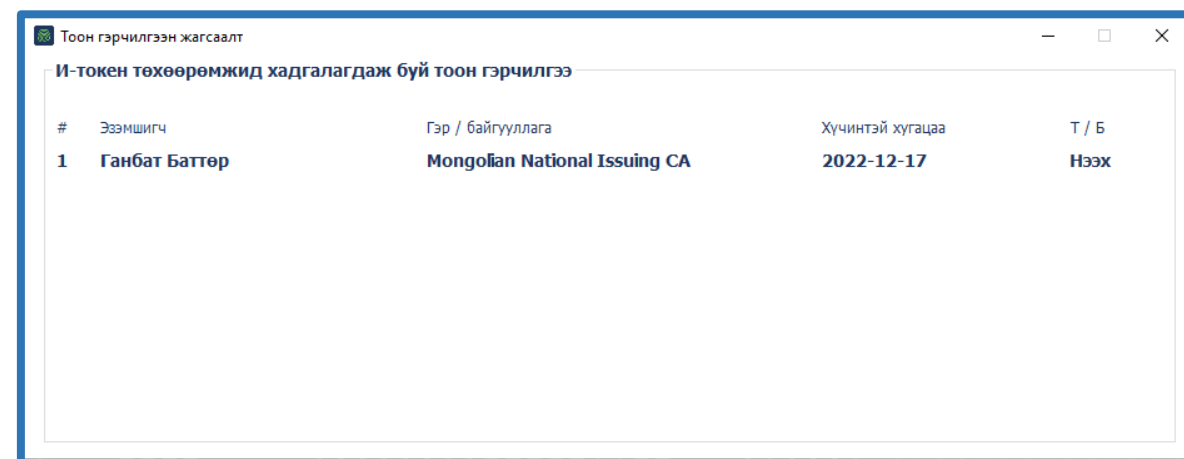 Тоон гэрчилгээн жагсаалт
И-токен төхөөрөмжид хадгалагдаж буй тоон гэрчилгээ
# Эзэмшигч Гэр / байгууллага Хүчинтэй хугацаа Т / Б
1 Ганбат Баттөр Mongolian National Issuing CA 2022-12-17 Нээх